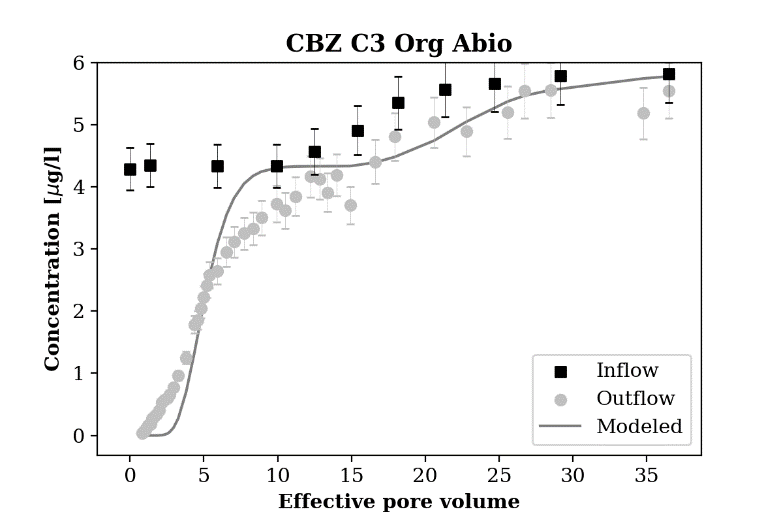 CBZ C3 Org Abio
6
5
4
3
2
1
0
Concentration [μg/l]
Inflow
Outflow
Modeled
0 5 10 15 20 25 30 35
Effective pore volume